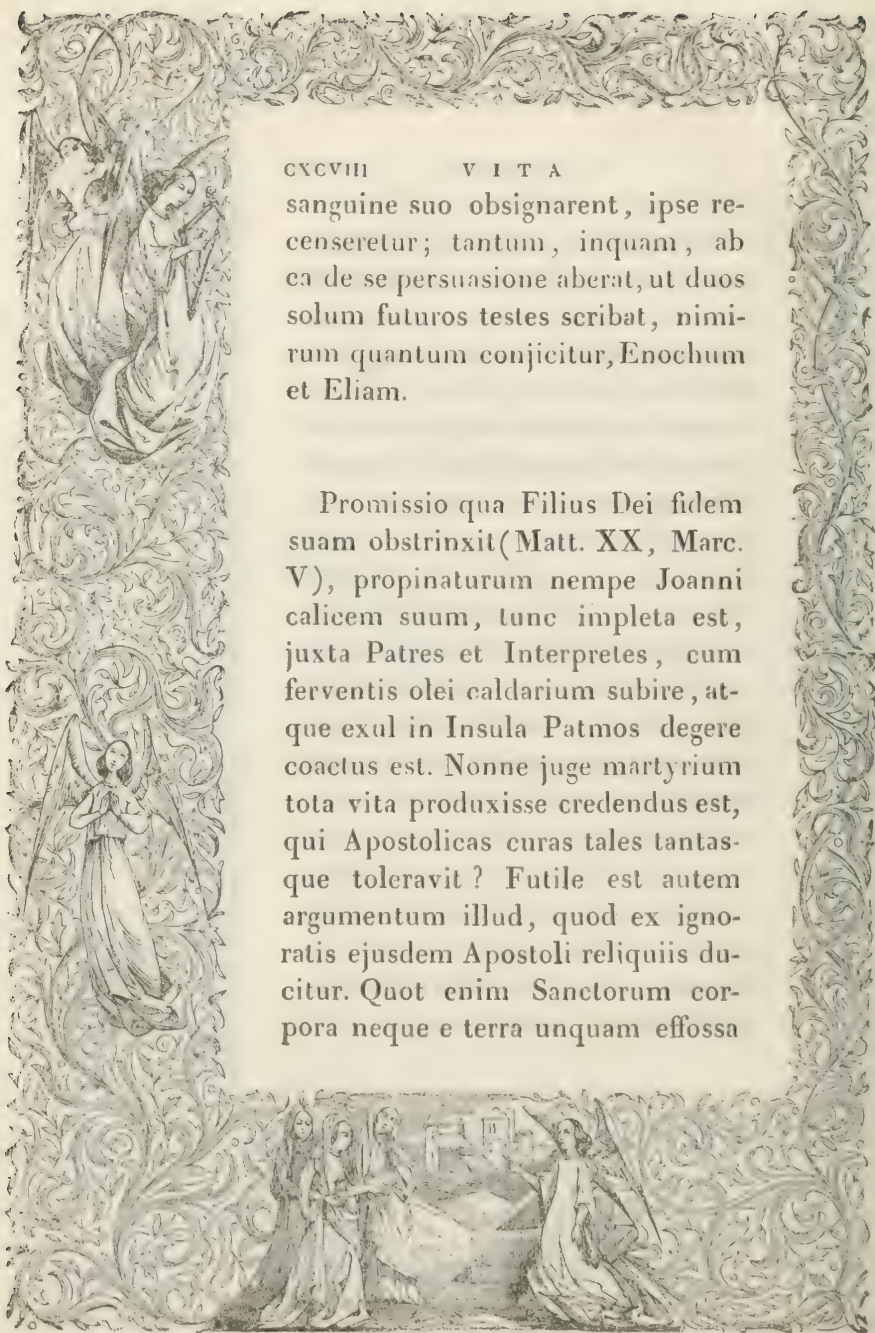 CXCVIII VITA
sanguine suo obsignarent, ipse re-
censeretur; tantum, inquam, ab
ea de se persuasione aberat, ut duos
solum futuros testes scribat, nimi-
rum quantum conjicitur, Enochum
et Eliam.
Promissio qua Filius Dei fidem
suam obstrinxit (Matt. XX, Marc.
V), propinaturum nempe Joanni
calicem suum, tunc impleta est,
juxta Patres et Interpretes, cum
ferventis olei caldarium subire, at-
que exul in Insula Patmos degere
coactus est. Nonne juge martyrium
tota vita produxisse credendus est,
qui Apostolicas curas tales tantas-
que toleravit ? Futile est autem
argumentum illud, quod ex igno-
ratis ejusdem Apostoli reliquiis du-
citur. Quot enim Sanctorum cor-
pora neque e terra unquam effossa